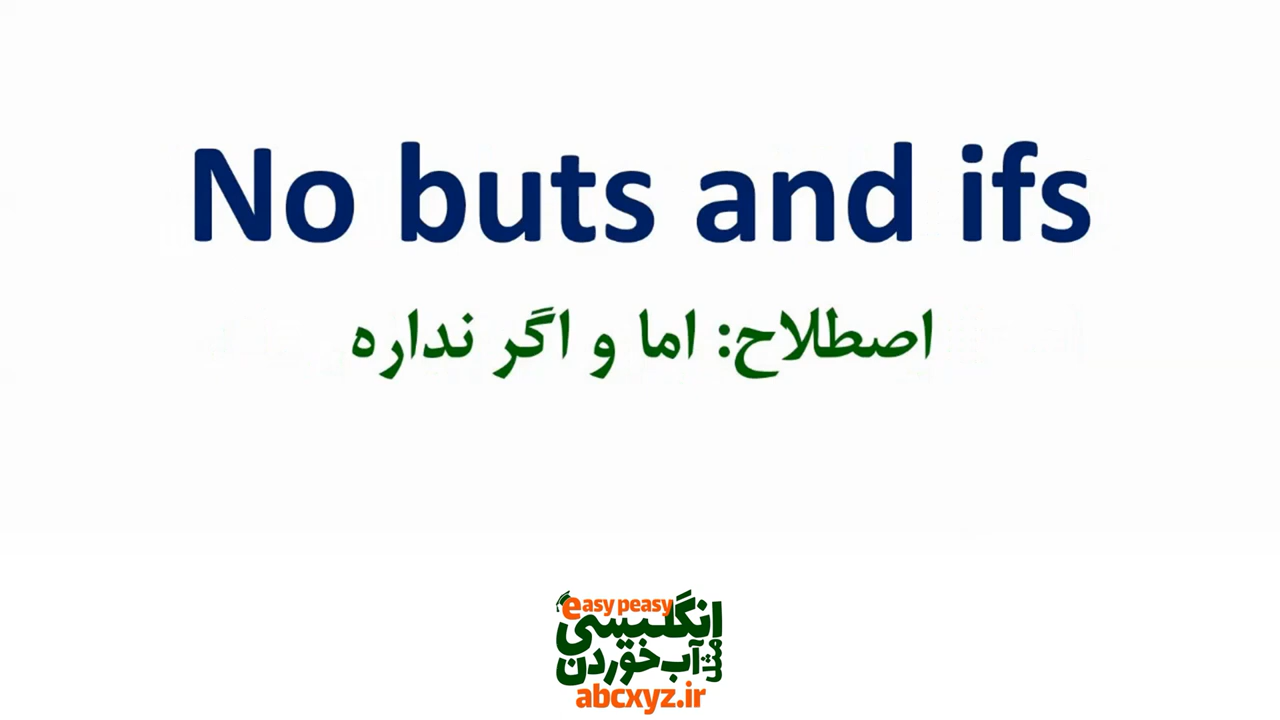 No buts and ifs
اصطلاح: اما و اگر نداره
easy peasy
انگلیسی
مثل آب خوردن
abcxyz.ir